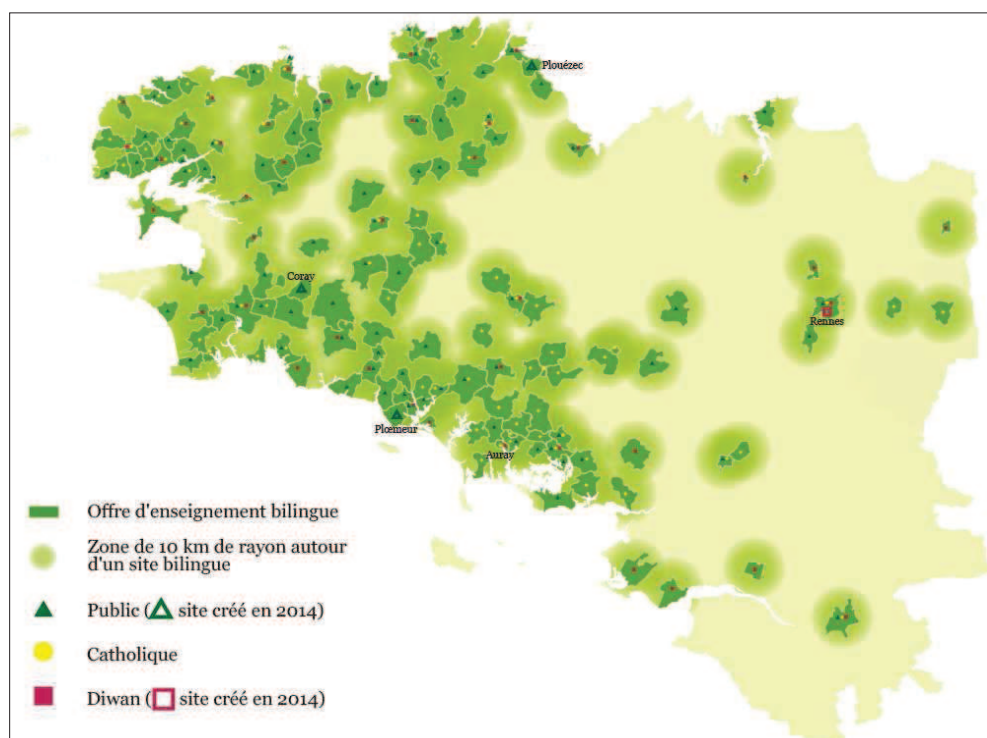 Plouézec
Coray
Rennes
Plœmeur
Auray
Offre d'enseignement bilingue
Zone de 10 km de rayon autour
d'un site bilingue
Public ( site créé en 2014)
Catholique
Diwan ( site créé en 2014)